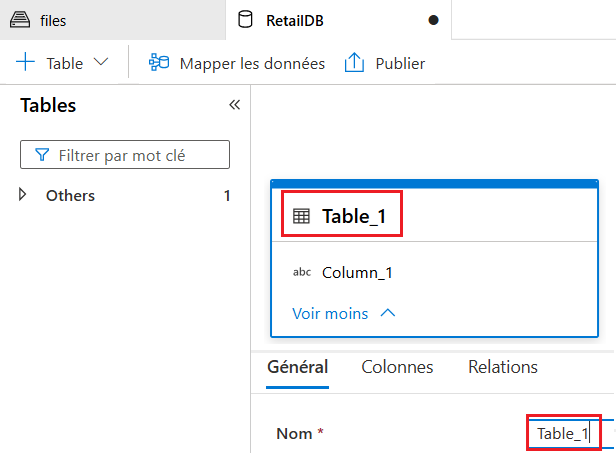 files
RetailDB
Table
Mapper les données
Publier
Tables
Filtrer par mot clé
Others 1
Table_1
abc Column_1
Voir moins
Général Colonnes Relations
Nom * Table_1